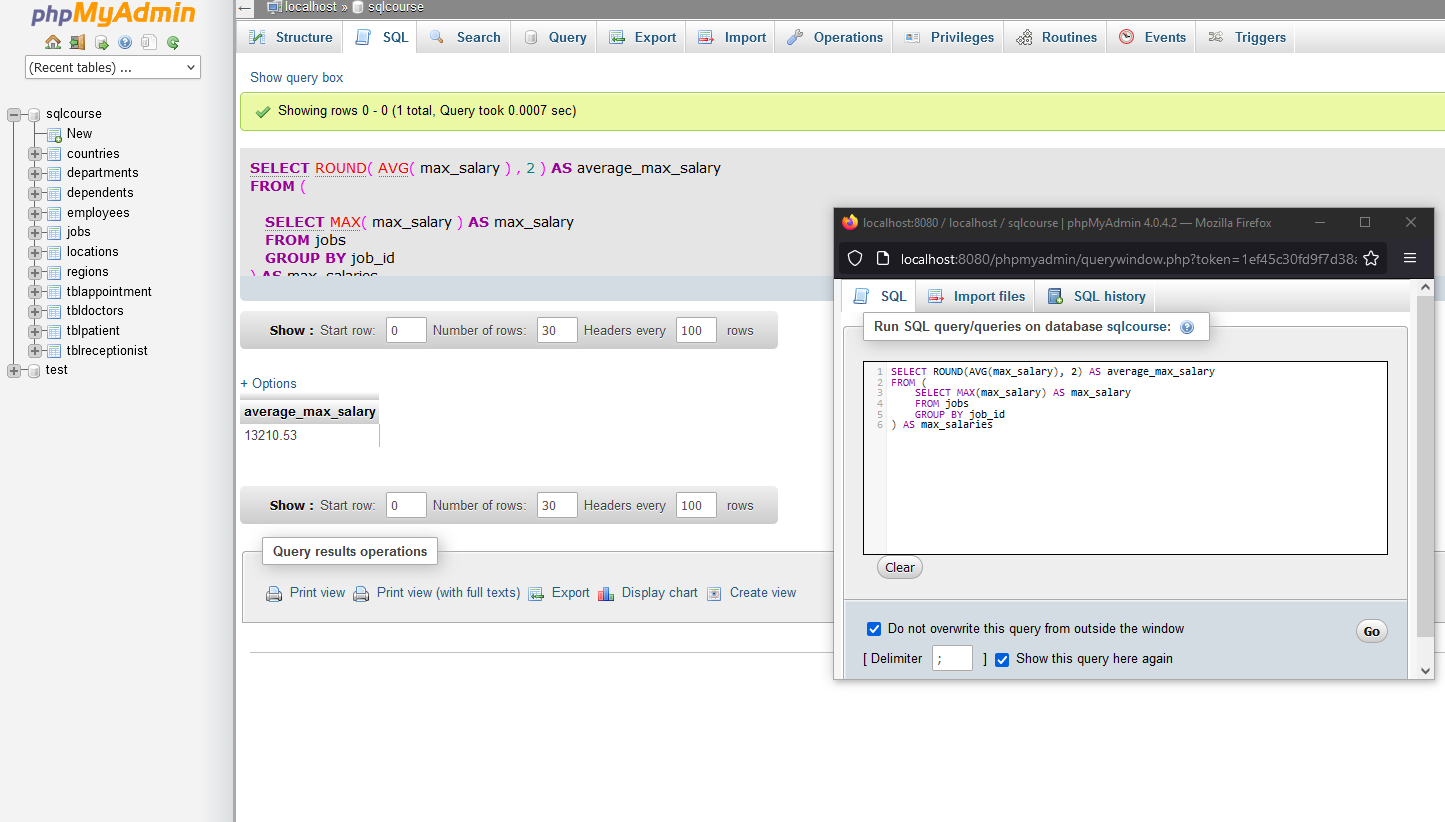 phpMyAdmin
(Recent tables) ...
sqlcourse
New
countries
departments
dependents
employees
jobs
locations
regions
tblappointment
tbldoctors
tblpatient
tblreceptionist
test
localhost » sqlcourse
Structure SQL Search Query Export Import Operations Privileges Routines Events Triggers
Show query box
Showing rows 0 - 0 (1 total, Query took 0.0007 sec)
SELECT ROUND( AVG( max_salary ) , 2 ) AS average_max_salary
FROM (
SELECT MAX( max_salary ) AS max_salary
FROM jobs
GROUP BY job_id
) AS max_salaries
Show : Start row: 0 Number of rows: 30 Headers every 100 rows
+ Options
average_max_salary
13210.53
Show : Start row: 0 Number of rows: 30 Headers every 100 rows
Query results operations
Print view Print view (with full texts) Export Display chart Create view
localhost:8080 / localhost / sqlcourse | phpMyAdmin 4.0.4.2 — Mozilla Firefox
localhost:8080/phpmyadmin/querywindow.php?token=1ef45c30fd9f7d38a
SQL Import files SQL history
Run SQL query/queries on database sqlcourse:
1 SELECT ROUND(AVG(max_salary), 2) AS average_max_salary
2 FROM (
3 SELECT MAX(max_salary) AS max_salary
4 FROM jobs
5 GROUP BY job_id
6 ) AS max_salaries
Clear
Do not overwrite this query from outside the window
Go
[ Delimiter ; ] Show this query here again